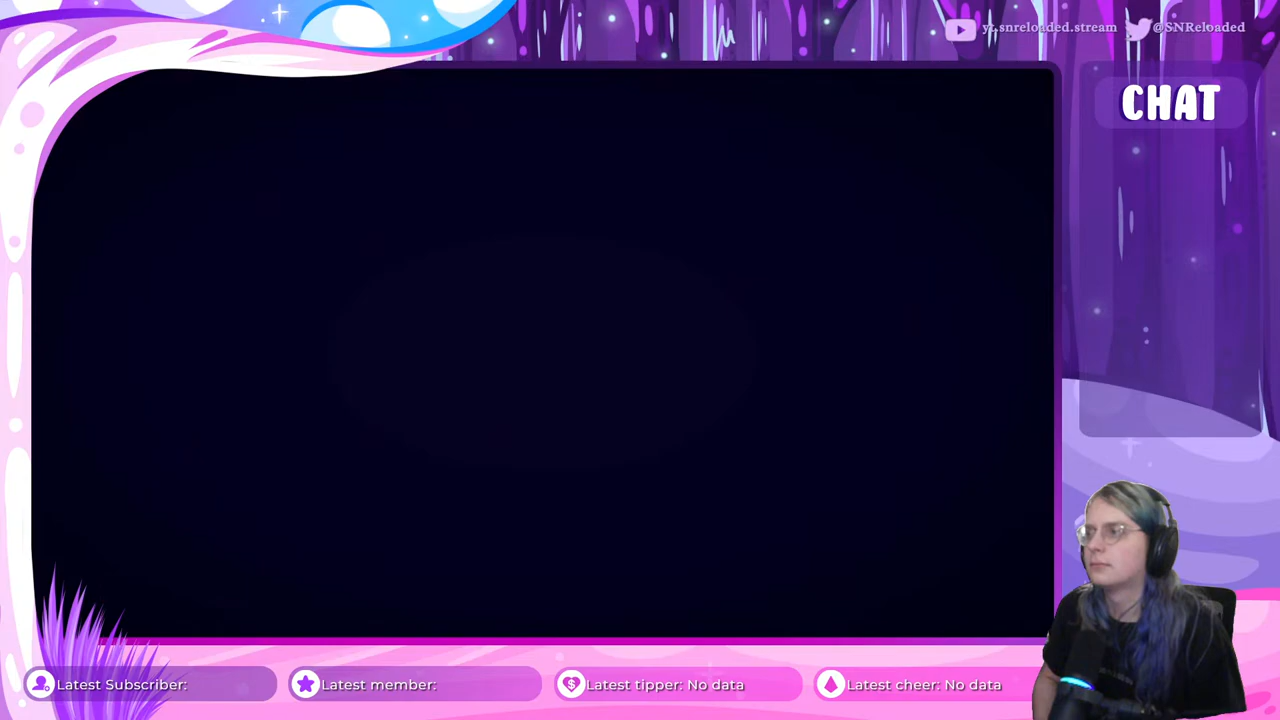 yt.snreloaded.stream @SNReloaded
CHAT
Latest Subscriber: Latest member: Latest tipper: No data Latest cheer: No data